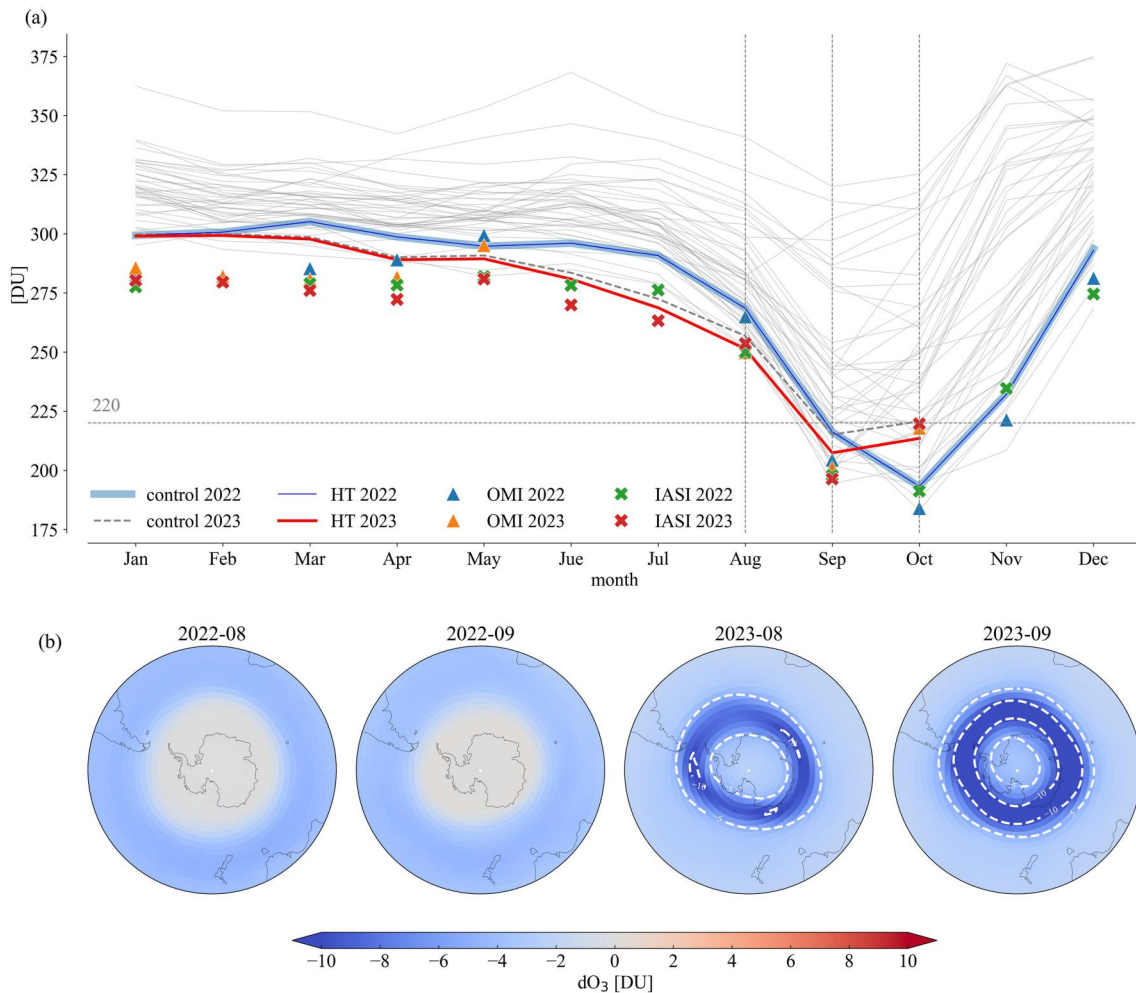 (a)
375
350
325
300
275
250
225
200
175
[DU]
220
control 2022
HT 2022
OMI 2022
IASI 2022
control 2023
HT 2023
OMI 2023
IASI 2023
Jan Feb Mar Apr May Jue Jul Aug Sep Oct Nov Dec
month
(b)
2022-08 2022-09 2023-08 2023-09
−10
−5
−10
−10
−10 −8 −6 −4 −2 0 2 4 6 8 10
dO₃ [DU]